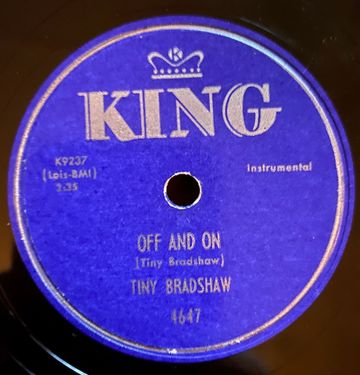 K
KING
K9237
(Lois-BMI)
2:35
Instrumental
OFF AND ON
(Tiny Bradshaw)
TINY BRADSHAW
4647